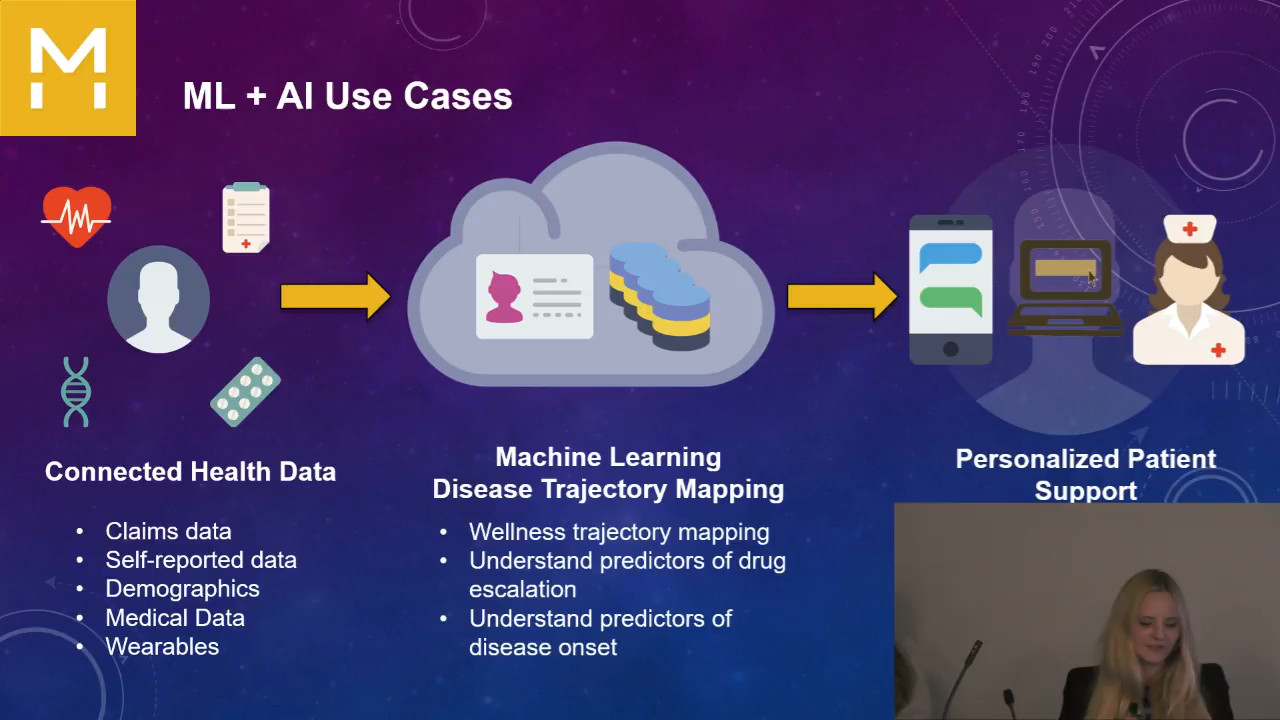 M
ML + AI Use Cases
Connected Health Data
• Claims data
• Self-reported data
• Demographics
• Medical Data
• Wearables
Machine Learning
Disease Trajectory Mapping
• Wellness trajectory mapping
• Understand predictors of drug
escalation
• Understand predictors of
disease onset
Personalized Patient
Support